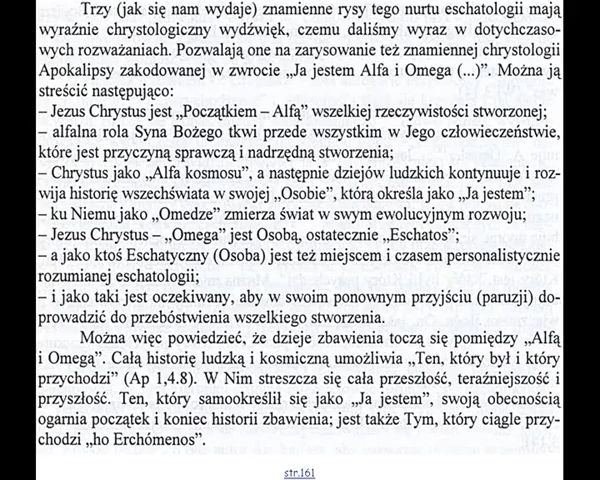 Trzy (jak się nam wydaje) znamienne rysy tego nurtu eschatologii mają
wyraźnie chrystologiczny wydźwięk, czemu daliśmy wyraz w dotychczaso-
wych rozważaniach. Pozwalają one na zarysowanie też znamiennej chrystologii
Apokalipsy zakodowanej w zwrocie „Ja jestem Alfa i Omega (...)”. Można ją
streścić następująco:
– Jezus Chrystus jest „Początkiem – Alfą” wszelkiej rzeczywistości stworzonej;
– alfalna rola Syna Bożego tkwi przede wszystkim w Jego człowieczeństwie,
które jest przyczyną sprawczą i nadrzędną stworzenia;
– Chrystus jako „Alfa kosmosu”, a następnie dziejów ludzkich kontynuuje i roz-
wija historię wszechświata w swojej „Osobie”, którą określa jako „Ja jestem”;
– ku Niemu jako „Omedze” zmierza świat w swym ewolucyjnym rozwoju;
– Jezus Chrystus – „Omega” jest Osobą, ostatecznie „Eschatos”;
– a jako ktoś Eschatyczny (Osoba) jest też miejscem i czasem personalistycznie
rozumianej eschatologii;
– i jako taki jest oczekiwany, aby w swoim ponownym przyjściu (paruzji) do-
prowadzić do przebóstwienia wszelkiego stworzenia.
Można więc powiedzieć, że dzieje zbawienia toczą się pomiędzy „Alfą
i Omegą”. Całą historię ludzką i kosmiczną umożliwia „Ten, który był i który
przychodzi” (Ap 1,4.8). W Nim streszcza się cała przeszłość, teraźniejszość i
przyszłość. Ten, który samookreślił się jako „Ja jestem”, swoją obecnością
ogarnia początek i koniec historii zbawienia; jest także Tym, który ciągle przy-
chodzi „ho Erchómenos”.
str.161